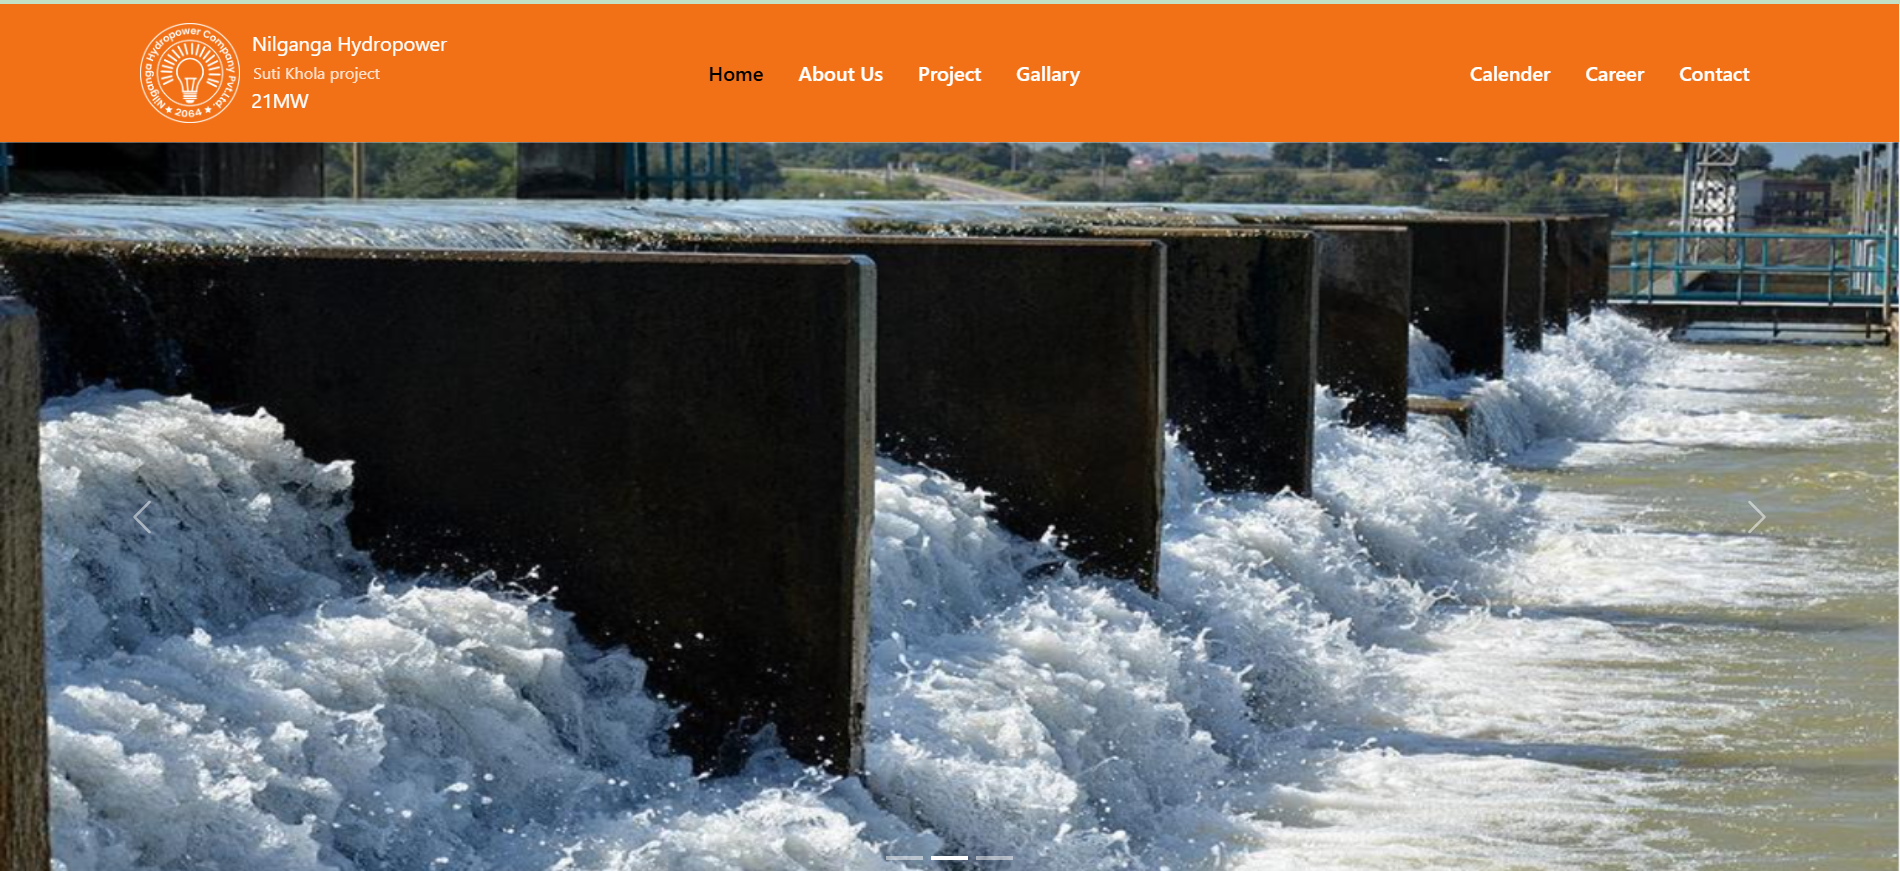 Nilganga Hydropower Company Pvt.Ltd.
★ 2064 ★
Nilganga Hydropower
Suti Khola project
21MW
Home About Us Project Gallary
Calender Career Contact